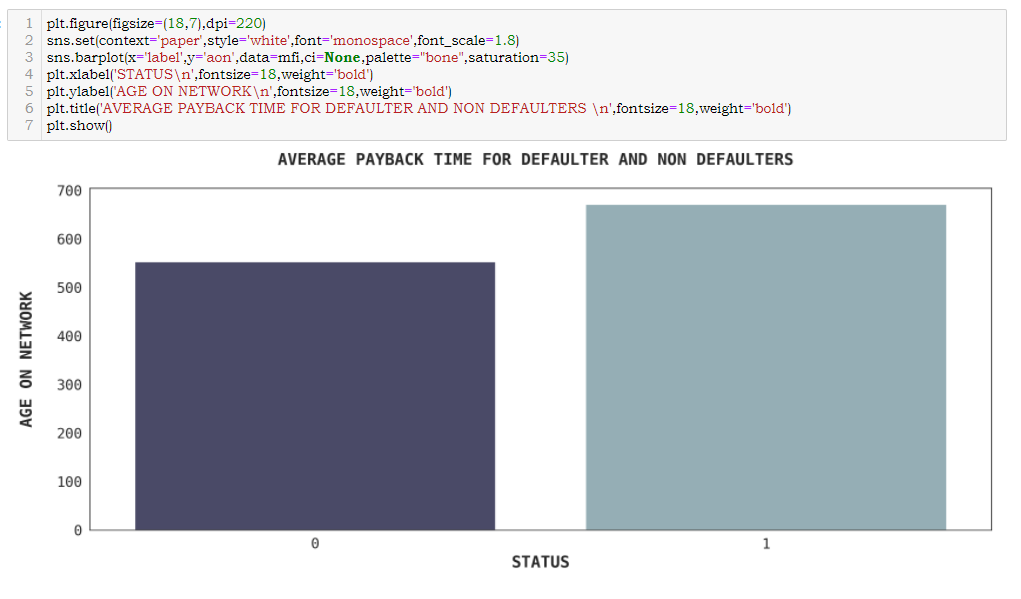 1 plt.figure(figsize=(18,7),dpi=220)
2 sns.set(context='paper',style='white',font='monospace',font_scale=1.8)
3 sns.barplot(x='label',y='aon',data=mfi,ci=None,palette="bone",saturation=35)
4 plt.xlabel('STATUS\n',fontsize=18,weight='bold')
5 plt.ylabel('AGE ON NETWORK\n',fontsize=18,weight='bold')
6 plt.title('AVERAGE PAYBACK TIME FOR DEFAULTER AND NON DEFAULTERS \n',fontsize=18,weight='bold')
7 plt.show()
AVERAGE PAYBACK TIME FOR DEFAULTER AND NON DEFAULTERS
AGE ON NETWORK
700
600
500
400
300
200
100
0
0 1
STATUS